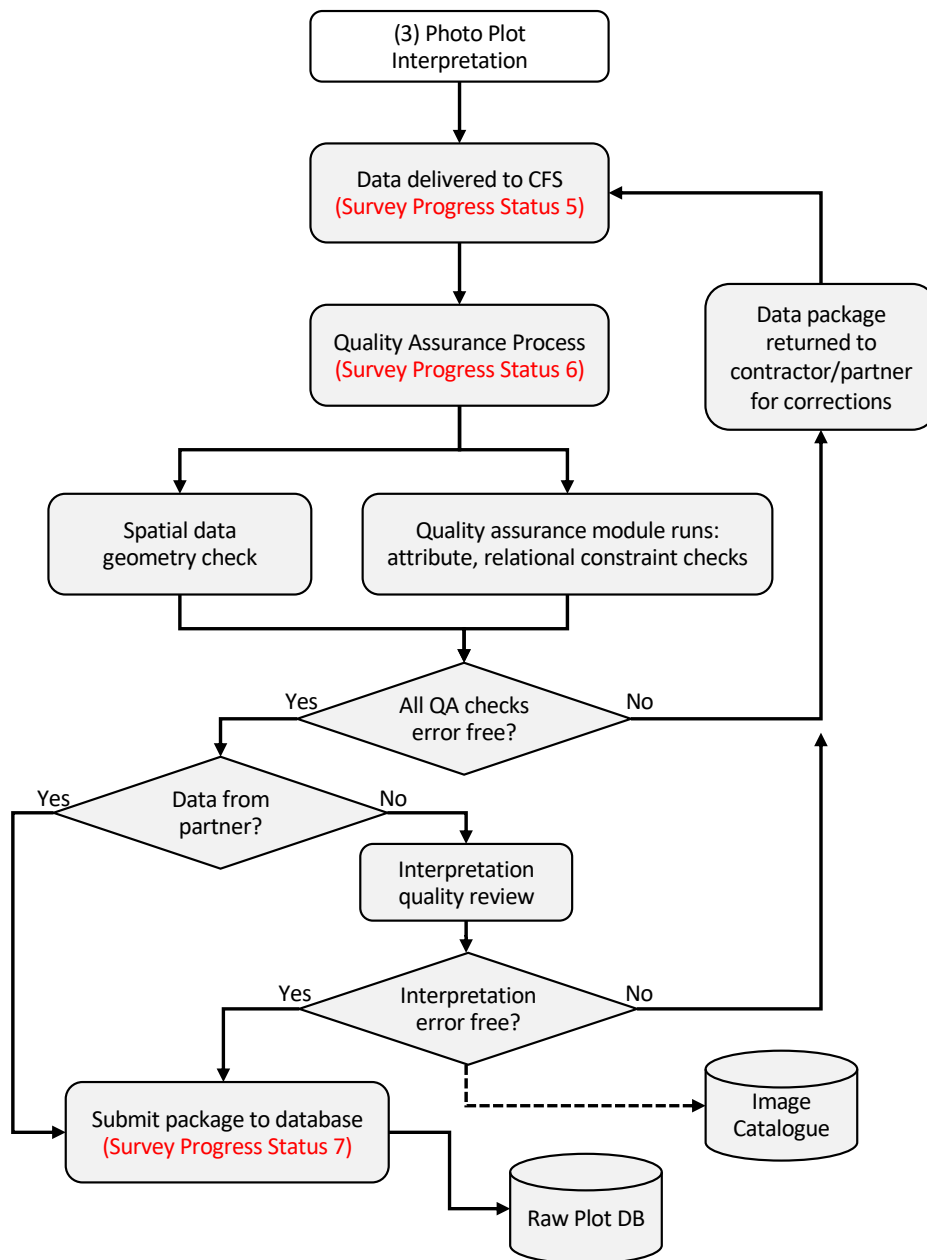 (3) Photo Plot
Interpretation
Data delivered to CFS
(Survey Progress Status 5)
Quality Assurance Process
(Survey Progress Status 6)
Data package
returned to
contractor/partner
for corrections
Spatial data
geometry check
Quality assurance module runs:
attribute, relational constraint checks
Yes
All QA checks
error free?
No
Yes
Data from
partner?
No
Interpretation
quality review
Yes
Interpretation
error free?
No
Image
Catalogue
Submit package to database
(Survey Progress Status 7)
Raw Plot DB